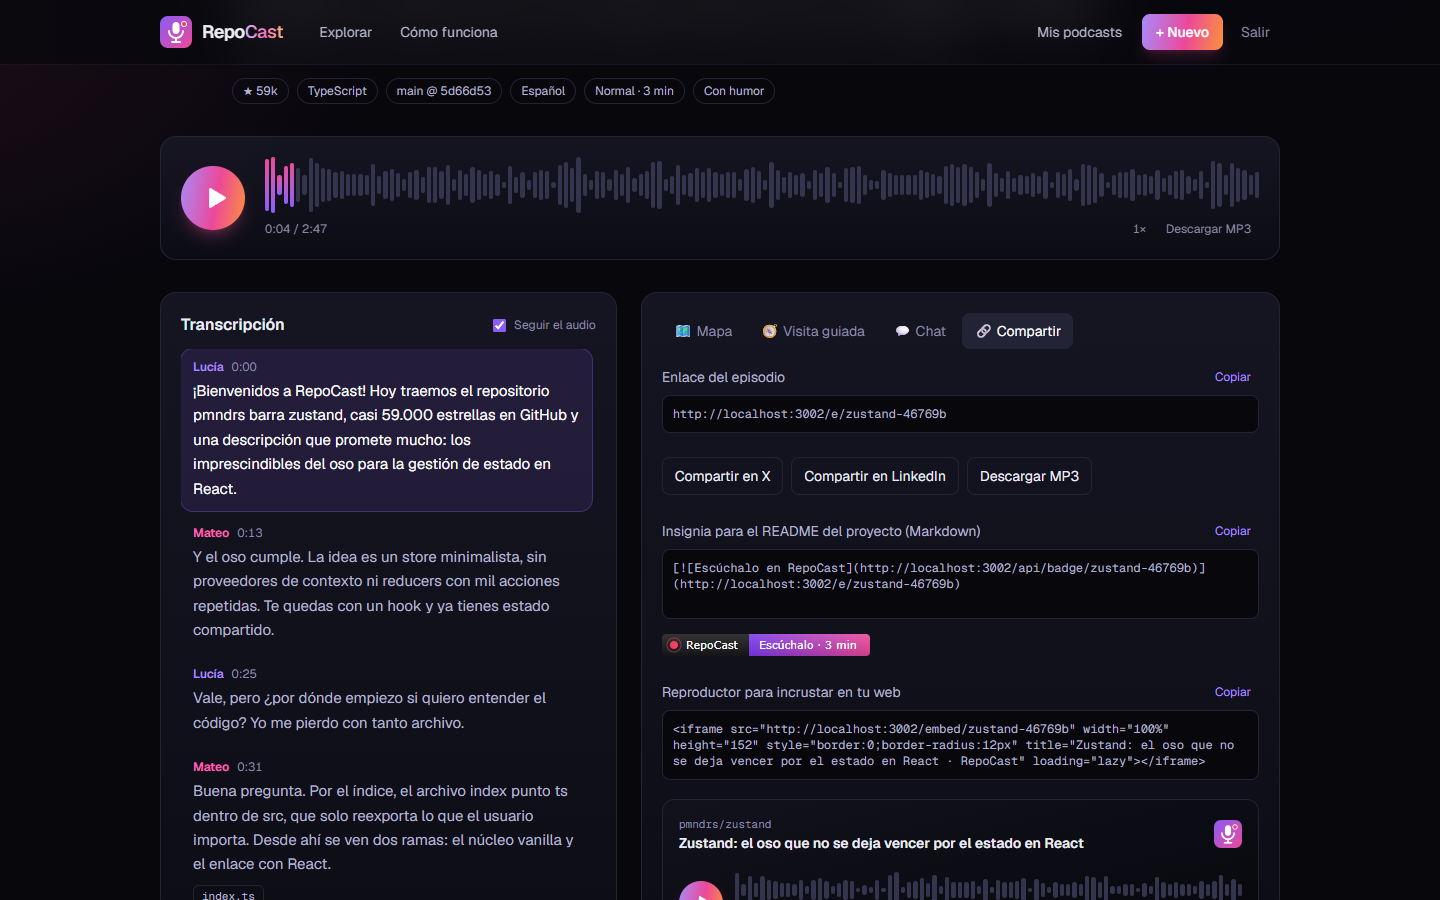 RepoCast
Explorar
Cómo funciona
Mis podcasts
+ Nuevo
Salir
★ 59k
TypeScript
main @ 5d66d53
Español
Normal · 3 min
Con humor
0:04 / 2:47
1×
Descargar MP3
Transcripción
Seguir el audio
Lucía 0:00
¡Bienvenidos a RepoCast! Hoy traemos el repositorio
pmndrs barra zustand, casi 59.000 estrellas en GitHub y
una descripción que promete mucho: los
imprescindibles del oso para la gestión de estado en
React.
Mateo 0:13
Y el oso cumple. La idea es un store minimalista, sin
proveedores de contexto ni reducers con mil acciones
repetidas. Te quedas con un hook y ya tienes estado
compartido.
Lucía 0:25
Vale, pero ¿por dónde empiezo si quiero entender el
código? Yo me pierdo con tanto archivo.
Mateo 0:31
Buena pregunta. Por el índice, el archivo index punto ts
dentro de src, que solo reexporta lo que el usuario
importa. Desde ahí se ven dos ramas: el núcleo vanilla y
el enlace con React.
index.ts
Mapa
Visita guiada
Chat
Compartir
Enlace del episodio
Copiar
http://localhost:3002/e/zustand-46769b
Compartir en X
Compartir en LinkedIn
Descargar MP3
Insignia para el README del proyecto (Markdown)
Copiar
[![Escúchalo en RepoCast](http://localhost:3002/api/badge/zustand-46769b)]
(http://localhost:3002/e/zustand-46769b)
RepoCast
Escúchalo · 3 min
Reproductor para incrustar en tu web
Copiar
<iframe src="http://localhost:3002/embed/zustand-46769b" width="100%"
height="152" style="border:0;border-radius:12px" title="Zustand: el oso que no
se deja vencer por el estado en React · RepoCast" loading="lazy"></iframe>
pmndrs/zustand
Zustand: el oso que no se deja vencer por el estado en React